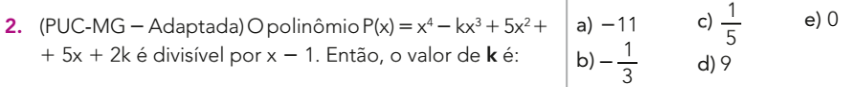 2. (PUC-MG – Adaptada) O polinômio P(x) = x⁴ – kx³ + 5x² +
+ 5x + 2k é divisível por x – 1. Então, o valor de k é:
a) –11
b) –1/3
c) 1/5
d) 9
e) 0